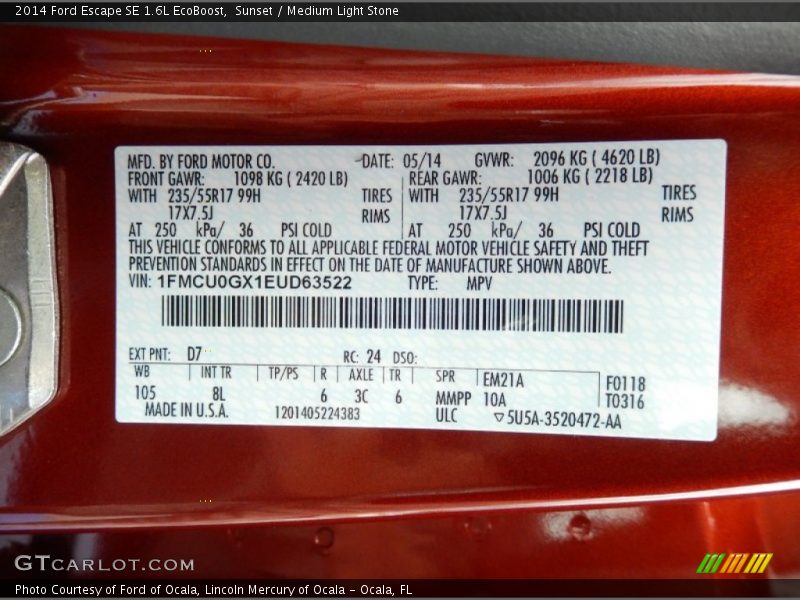 2014 Ford Escape SE 1.6L EcoBoost,  Sunset / Medium Light Stone
MFD. BY FORD MOTOR CO. DATE: 05/14 GVWR: 2096 KG ( 4620 LB)
FRONT GAWR: 1098 KG ( 2420 LB) REAR GAWR: 1006 KG ( 2218 LB)
WITH 235/55R17 99H TIRES WITH 235/55R17 99H TIRES
17X7.5J RIMS 17X7.5J RIMS
AT 250 kPa/ 36 PSI COLD AT 250 kPa/ 36 PSI COLD
THIS VEHICLE CONFORMS TO ALL APPLICABLE FEDERAL MOTOR VEHICLE SAFETY AND THEFT
PREVENTION STANDARDS IN EFFECT ON THE DATE OF MANUFACTURE SHOWN ABOVE.
VIN: 1FMCU0GX1EUD63522 TYPE: MPV
EXT PNT: D7 RC: 24 DSO:
WB INT TR TP/PS R AXLE TR SPR EM21A F0118
105 8L 6 3C 6 MMPP 10A T0316
MADE IN U.S.A. 1201405224383 ULC ▽5U5A-3520472-AA
GTCARLOT.COM
Photo Courtesy of Ford of Ocala, Lincoln Mercury of Ocala – Ocala, FL